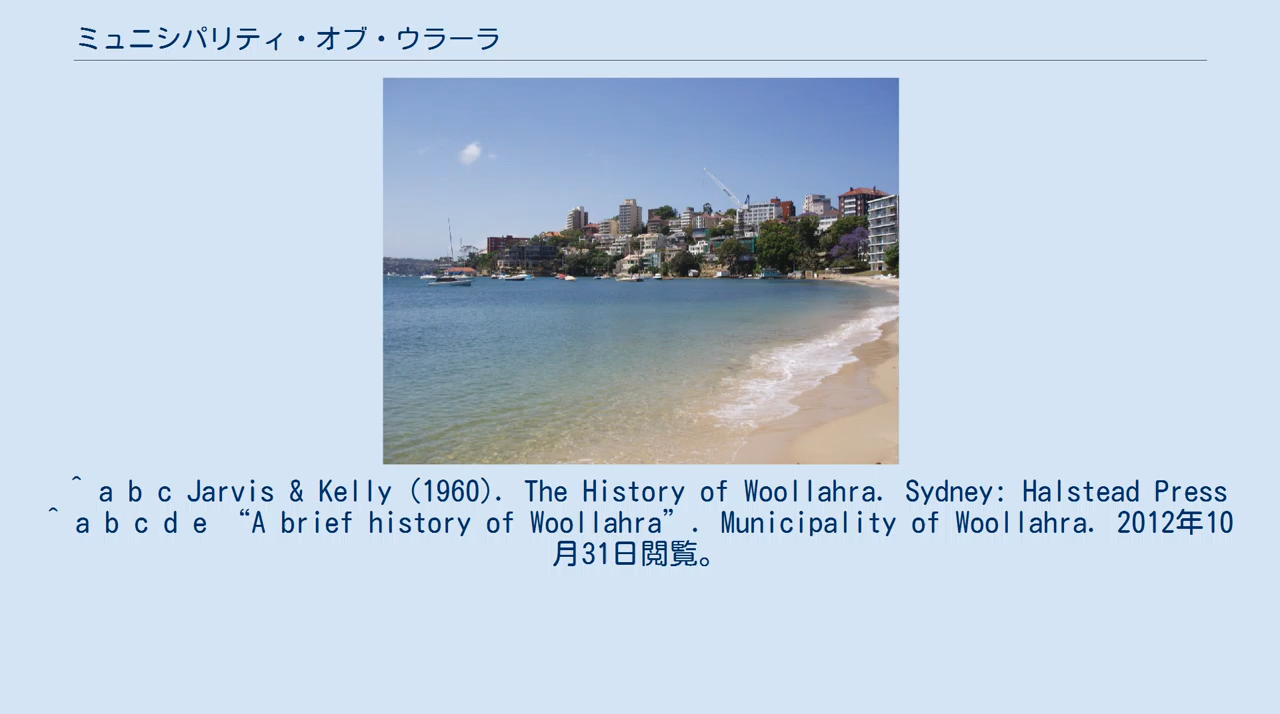 ミュニシパリティ・オブ・ウラーラ
^ a b c Jarvis & Kelly (1960). The History of Woollahra. Sydney: Halstead Press
^ a b c d e “A brief history of Woollahra”. Municipality of Woollahra. 2012年10
月31日閲覧。